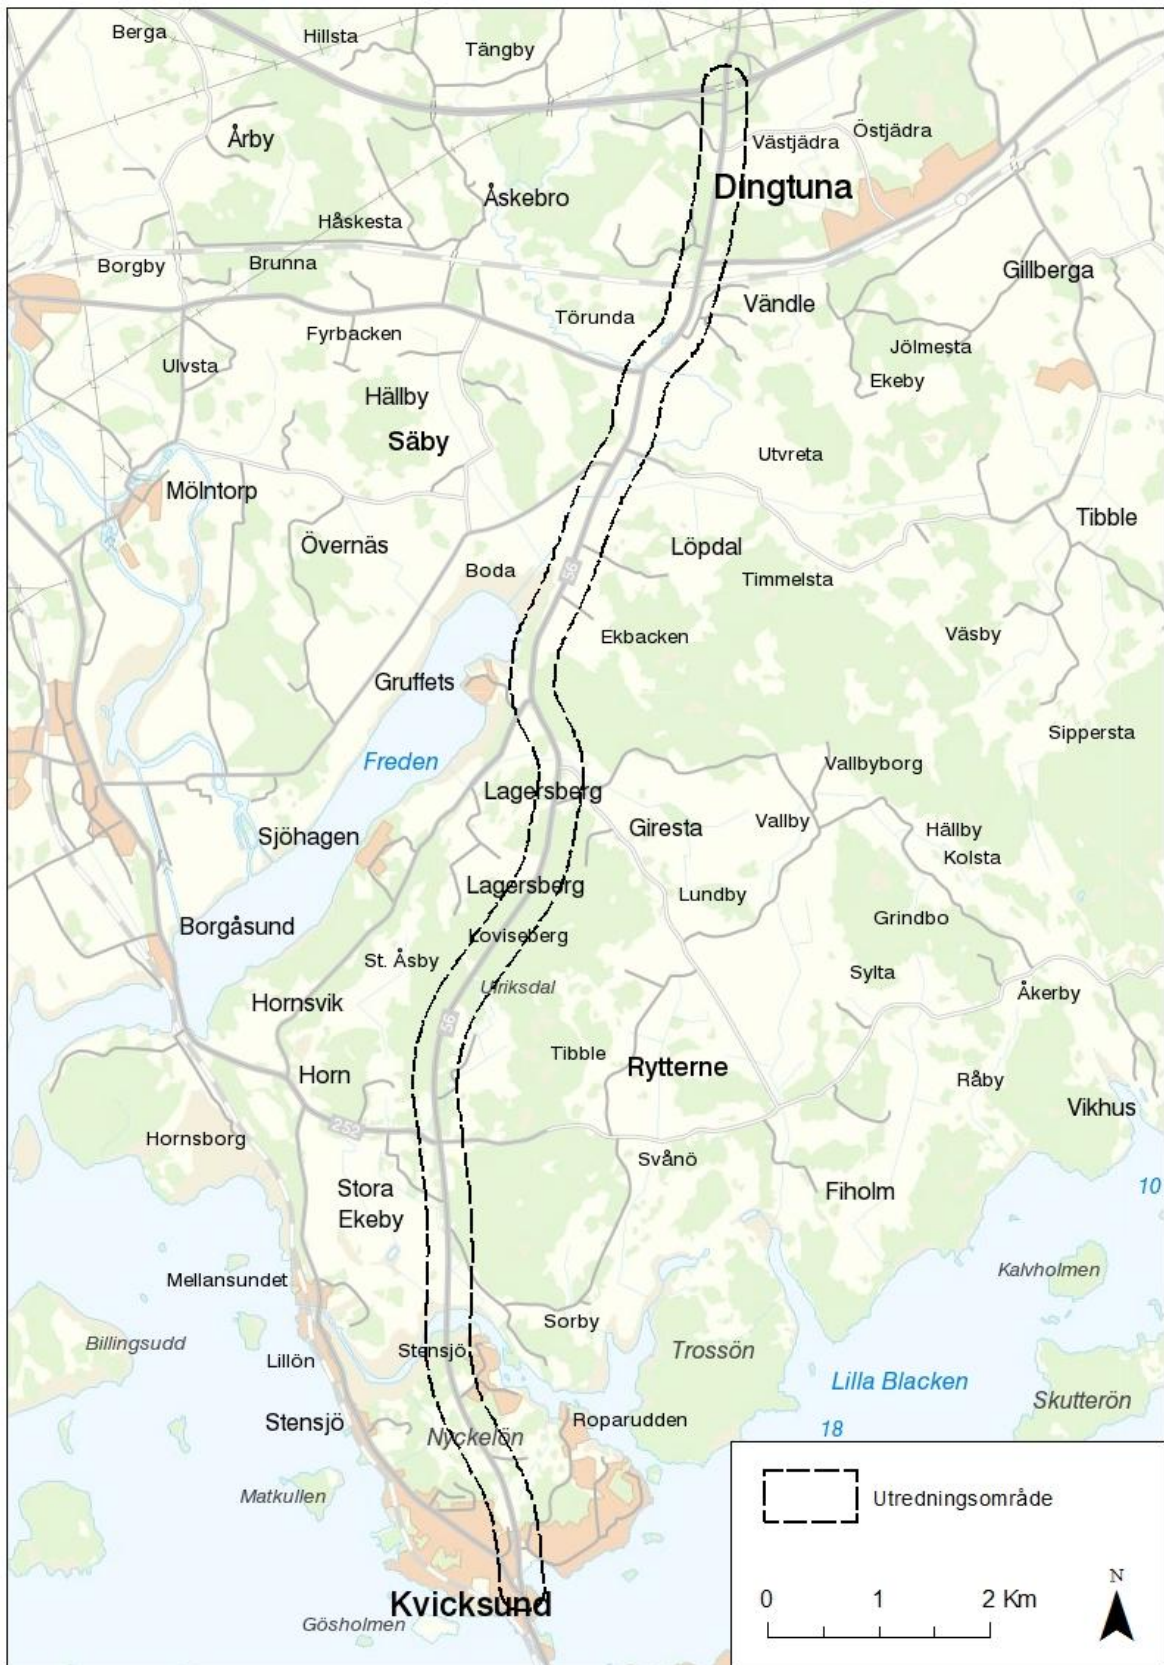 Berga
Hillsta
Tängby
Årby
Västjädra
Östjädra
Dingtuna
Åskebro
Håskesta
Borgby
Brunna
Gillberga
Vändle
Törunda
Fyrbacken
Jölmesta
Ulvsta
Ekeby
Hällby
Säby
Utvreta
Mölntorp
Tibble
Övernäs
Löpdal
Boda
56
Timmelsta
Ekbacken
Väsby
Gruffets
Sippersta
Freden
Vallbyborg
Lagersberg
Giresta
Vallby
Hällby
Sjöhagen
Kolsta
Lagersberg
Lundby
Borgåsund
Grindbo
Loviseberg
St. Åsby
Sylta
Ulriksdal
Hornsvik
Åkerby
56
Tibble
Rytterne
Horn
Råby
Vikhus
252
Hornsborg
Svånö
Stora
Ekeby
Fiholm
10
Mellansundet
Kalvholmen
Sorby
Billingsudd
Stensjö
Trossön
Lillön
Lilla Blacken
Skutterön
Stensjö
Roparudden
18
Nyckelön
Matkullen
Utredningsområde
Kvicksund
Gösholmen
N
0
1
2 Km